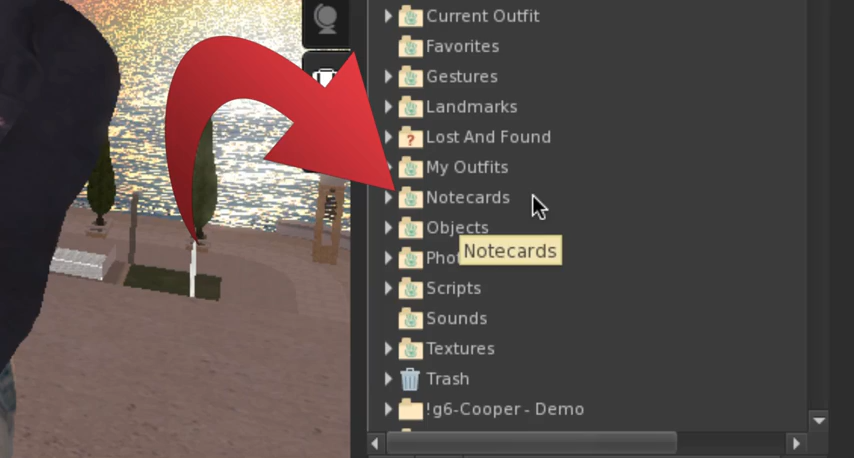 Current Outfit
Favorites
Gestures
Landmarks
Lost And Found
My Outfits
Notecards
Objects
Notecards
Scripts
Sounds
Textures
Trash
!g6-Cooper - Demo